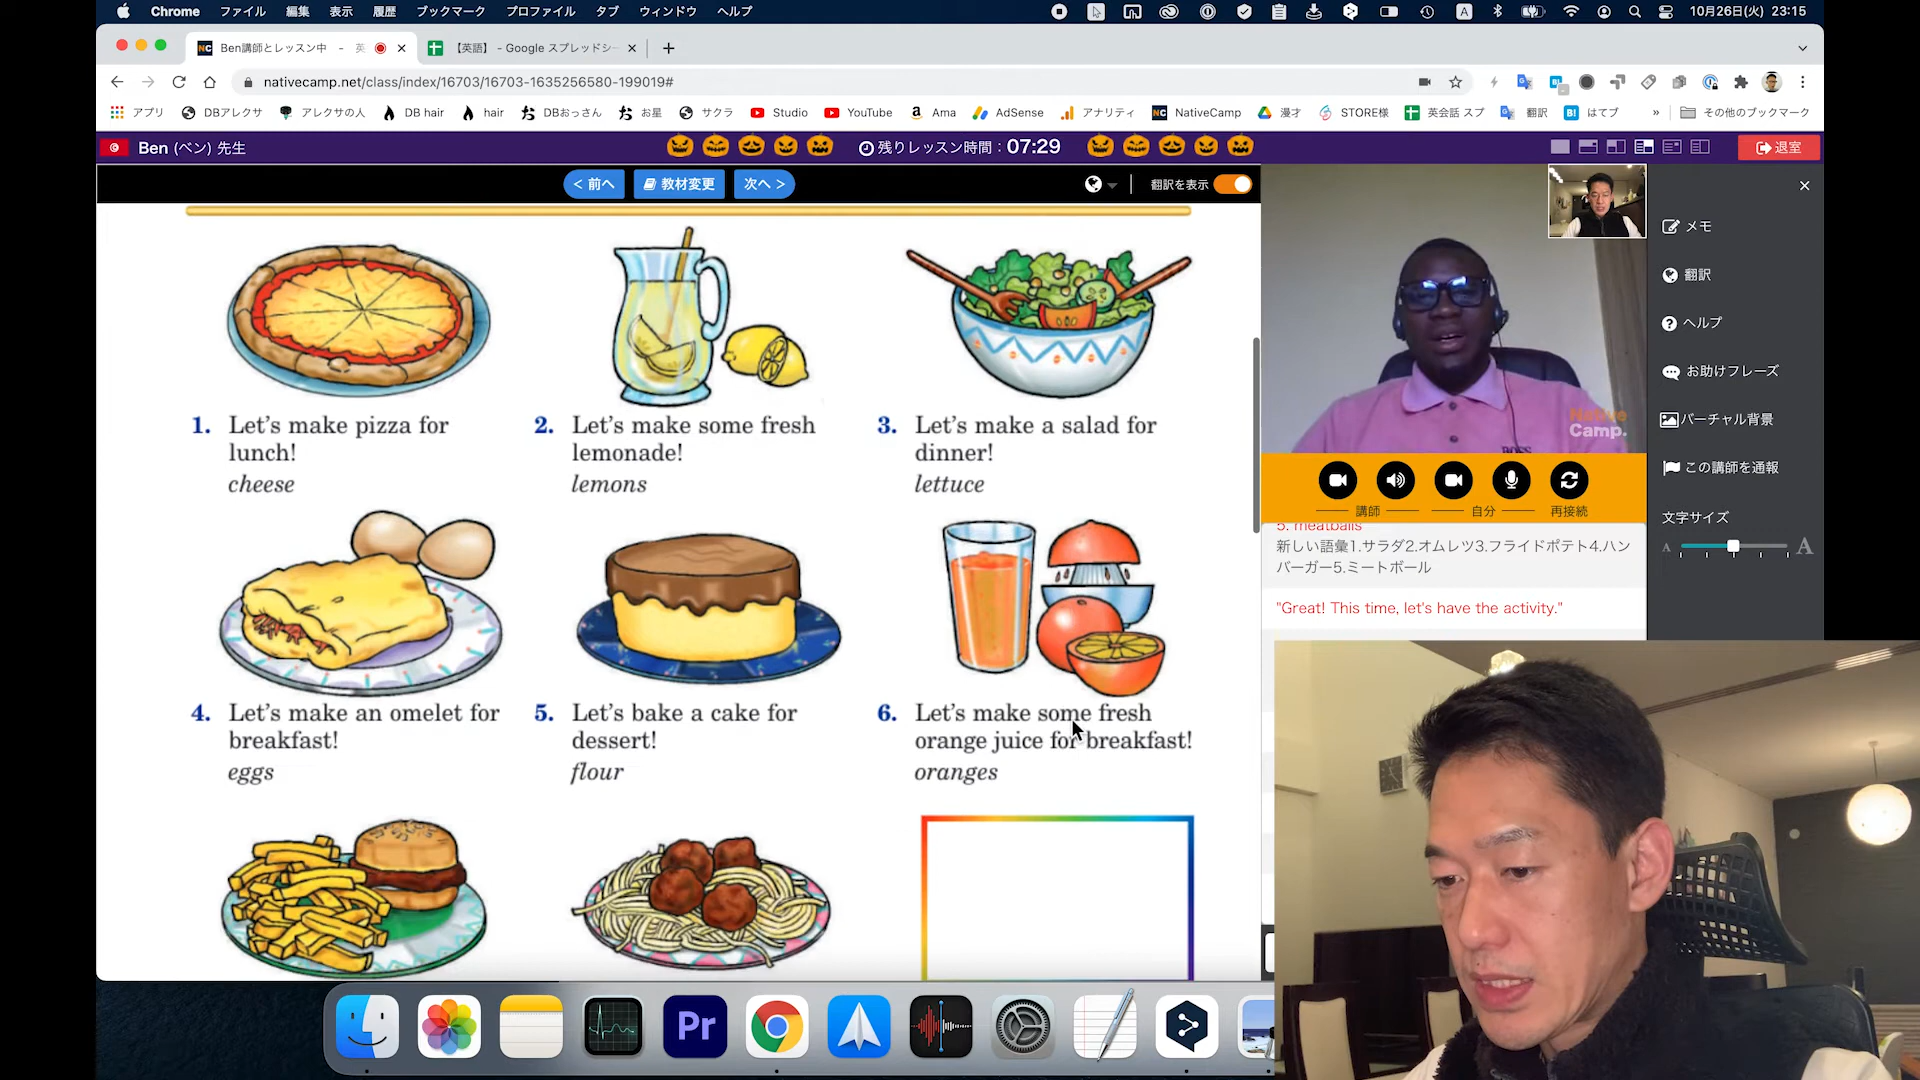 Chrome ファイル 編集 表示 履歴 ブックマーク プロファイル タブ ウィンドウ ヘルプ
10月26日(火) 23:15
Ben講師とレッスン中 - 英
【英語】 - Google スプレッドシー
nativecamp.net/class/index/16703/16703-1635256580-199019#
アプリ DBアレクサ アレクサの人 DB hair hair DBおっさん お星 サクラ Studio YouTube Ama AdSense アナリティ NativeCamp 漫才 STORE様 英会話 スプ 翻訳 はてブ » その他のブックマーク
Ben (ベン) 先生
残りレッスン時間：07:29
退室
< 前へ
教材変更
次へ >
翻訳を表示
1. Let's make pizza for
lunch!
cheese
2. Let's make some fresh
lemonade!
lemons
3. Let's make a salad for
dinner!
lettuce
4. Let's make an omelet for
breakfast!
eggs
5. Let's bake a cake for
dessert!
flour
6. Let's make some fresh
orange juice for breakfast!
oranges
Native
Camp.
講師
自分
再接続
5. meatballs
新しい語彙1.サラダ2.オムレツ3.フライドポテト4.ハン
バーガー5.ミートボール
"Great! This time, let's have the activity."
メモ
翻訳
ヘルプ
お助けフレーズ
バーチャル背景
この講師を通報
文字サイズ
A A
Pr